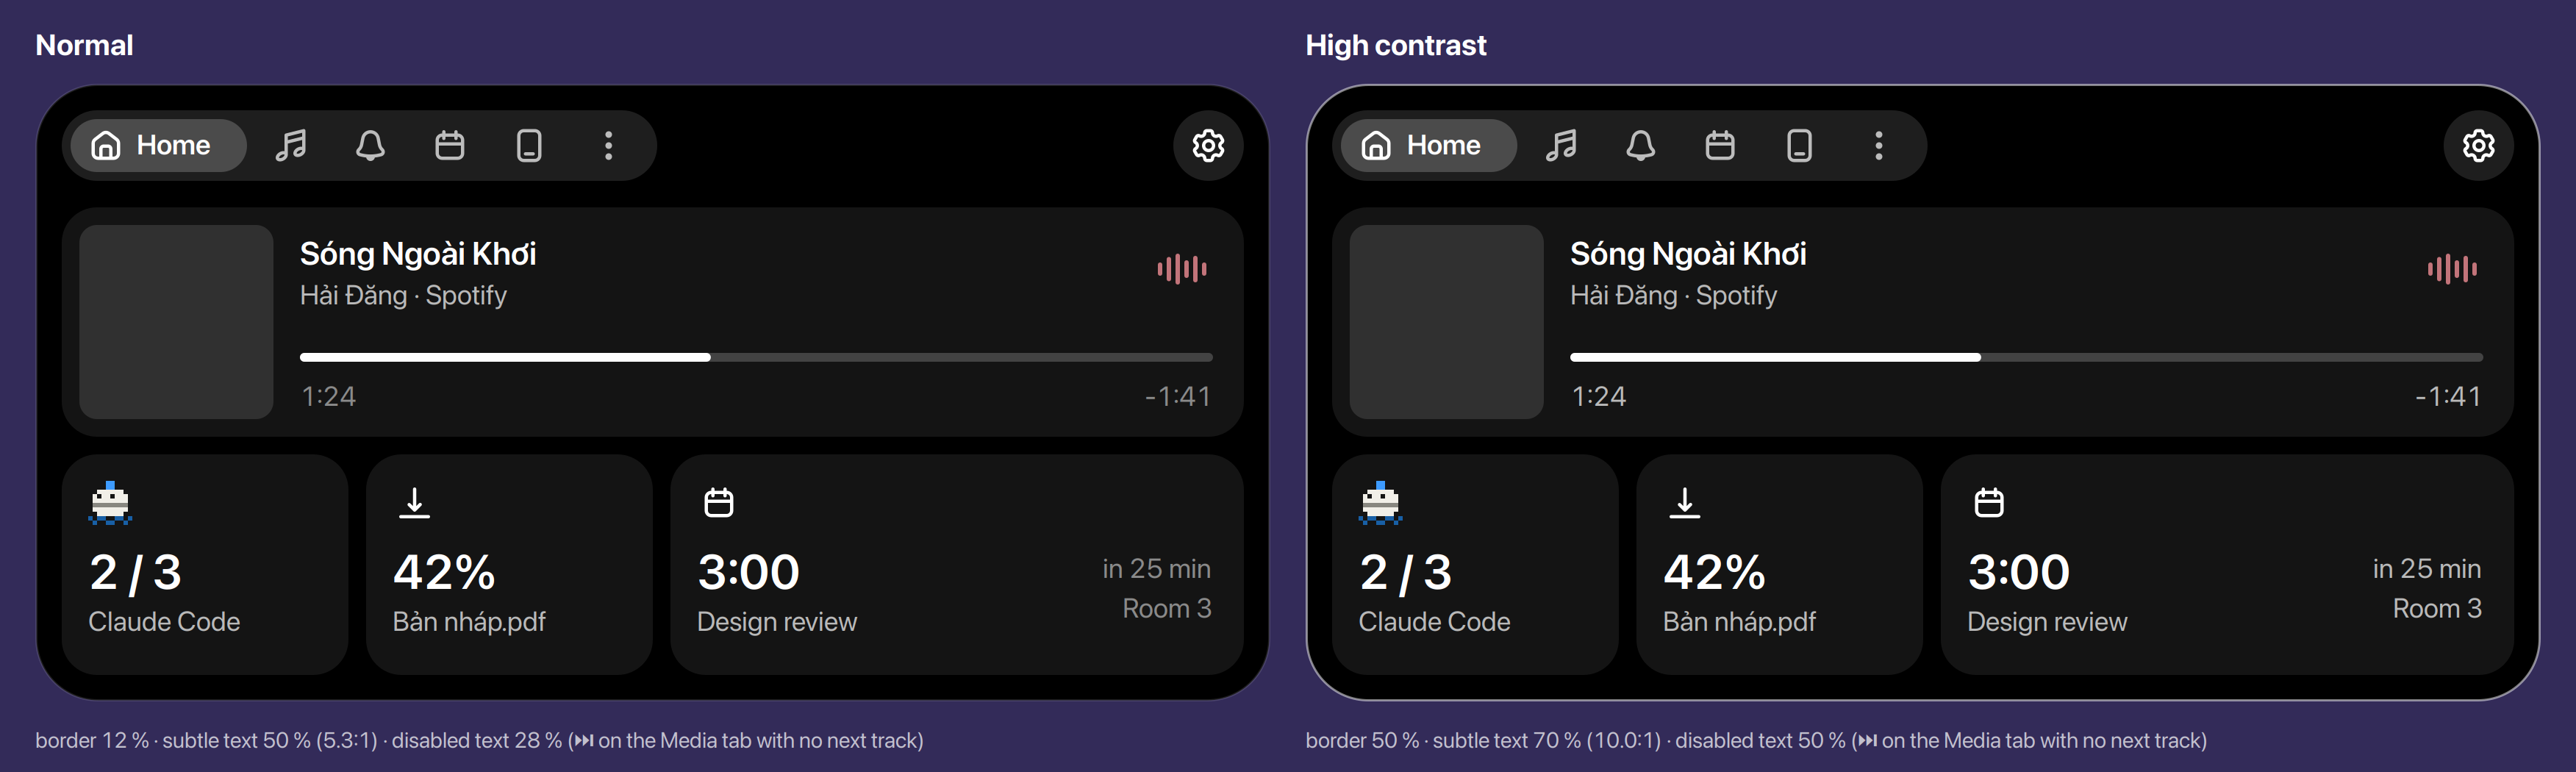 Normal
Home
Sóng Ngoài Khơi
Hải Đăng · Spotify
1:24
-1:41
2 / 3
Claude Code
42%
Bản nháp.pdf
3:00
Design review
in 25 min
Room 3
border 12 % · subtle text 50 % (5.3:1) · disabled text 28 % (⏭ on the Media tab with no next track)
High contrast
Home
Sóng Ngoài Khơi
Hải Đăng · Spotify
1:24
-1:41
2 / 3
Claude Code
42%
Bản nháp.pdf
3:00
Design review
in 25 min
Room 3
border 50 % · subtle text 70 % (10.0:1) · disabled text 50 % (⏭ on the Media tab with no next track)